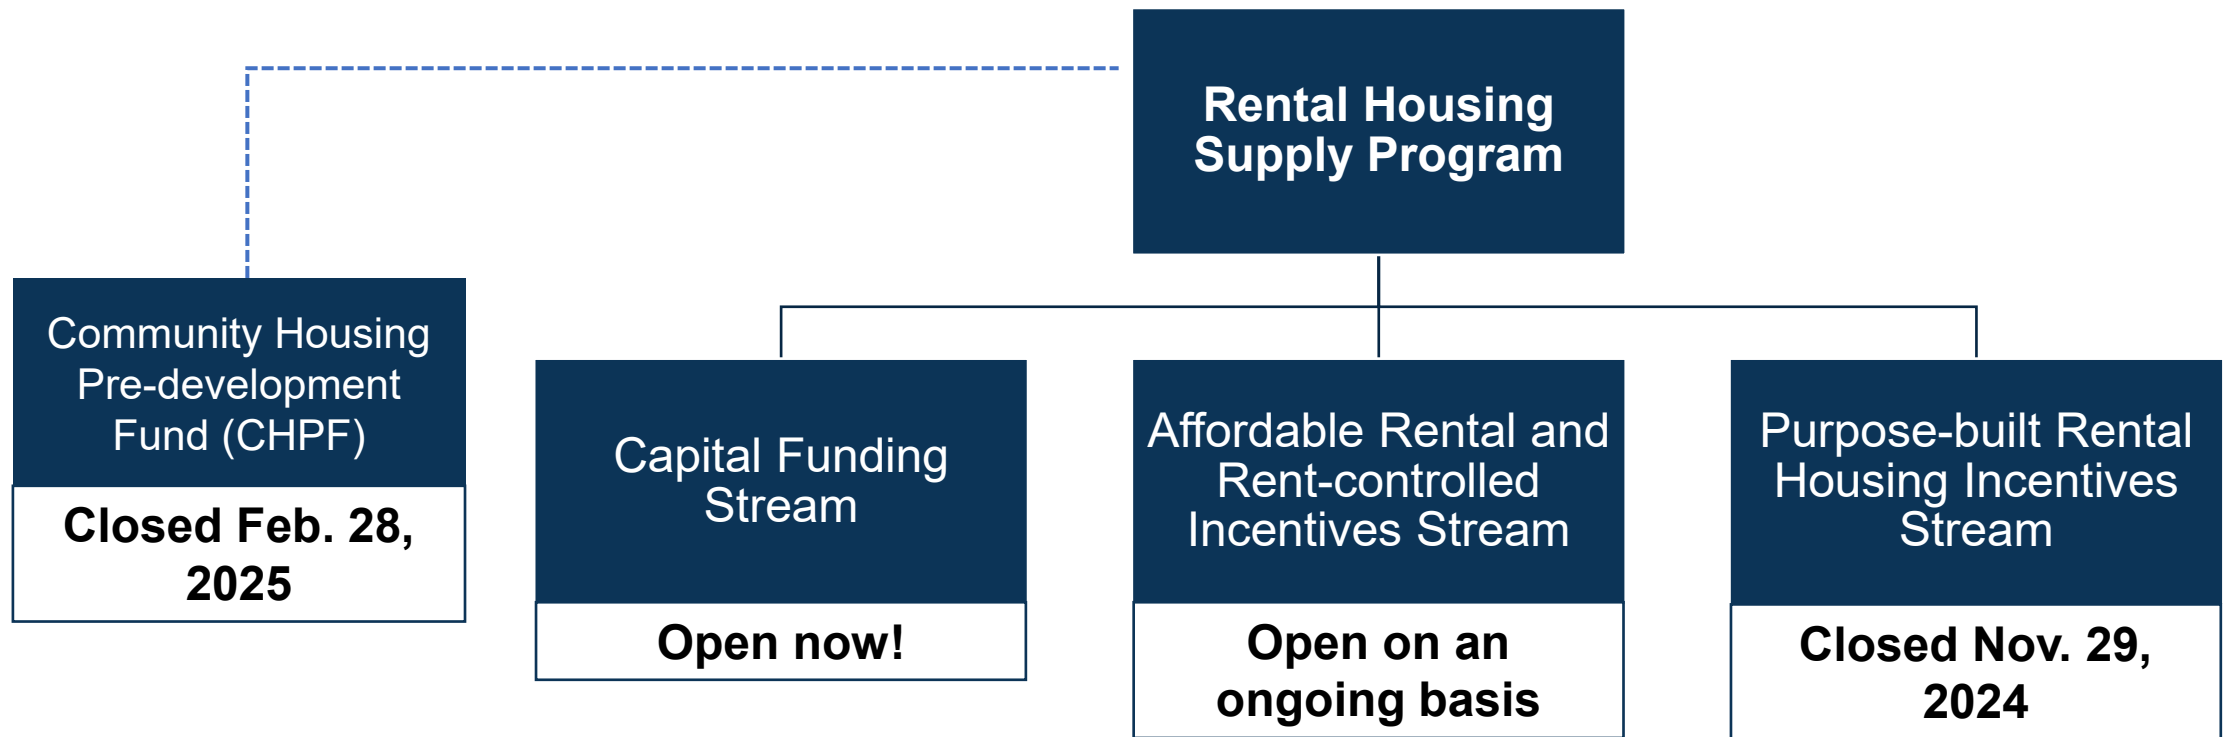 Rental Housing
Supply Program
Community Housing
Pre-development
Fund (CHPF)
Closed Feb. 28,
2025
Capital Funding
Stream
Open now!
Affordable Rental and
Rent-controlled
Incentives Stream
Open on an
ongoing basis
Purpose-built Rental
Housing Incentives
Stream
Closed Nov. 29,
2024